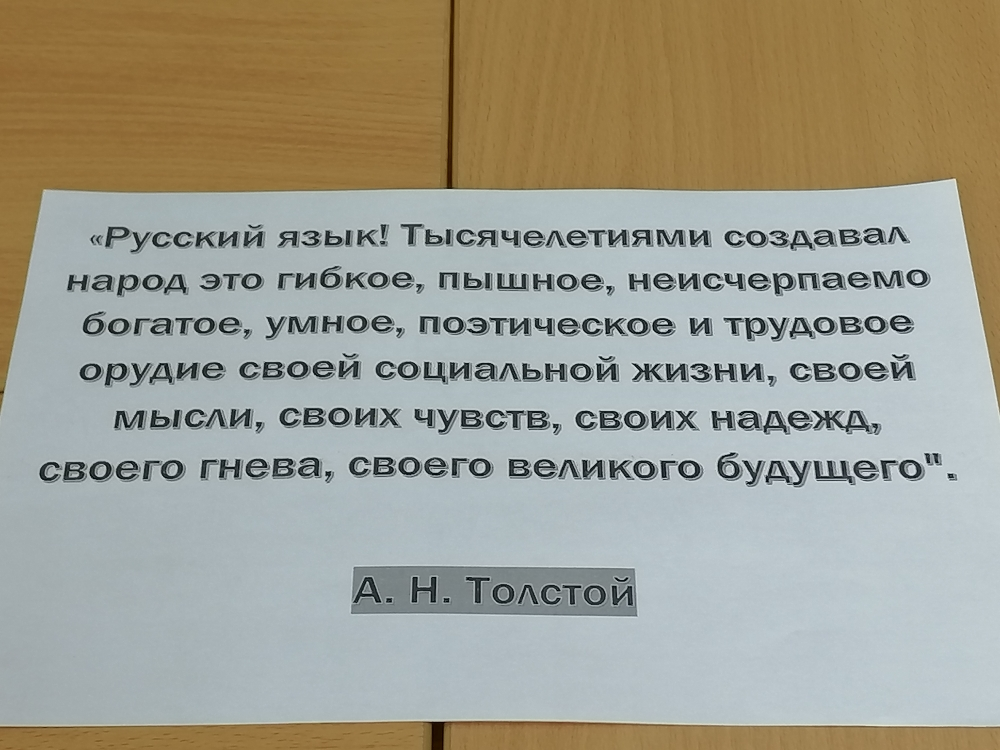 «Русский язык! Тысячелетиями создавал
народ это гибкое, пышное, неисчерпаемо
богатое, умное, поэтическое и трудовое
орудие своей социальной жизни, своей
мысли, своих чувств, своих надежд,
своего гнева, своего великого будущего".
А. Н. Толстой